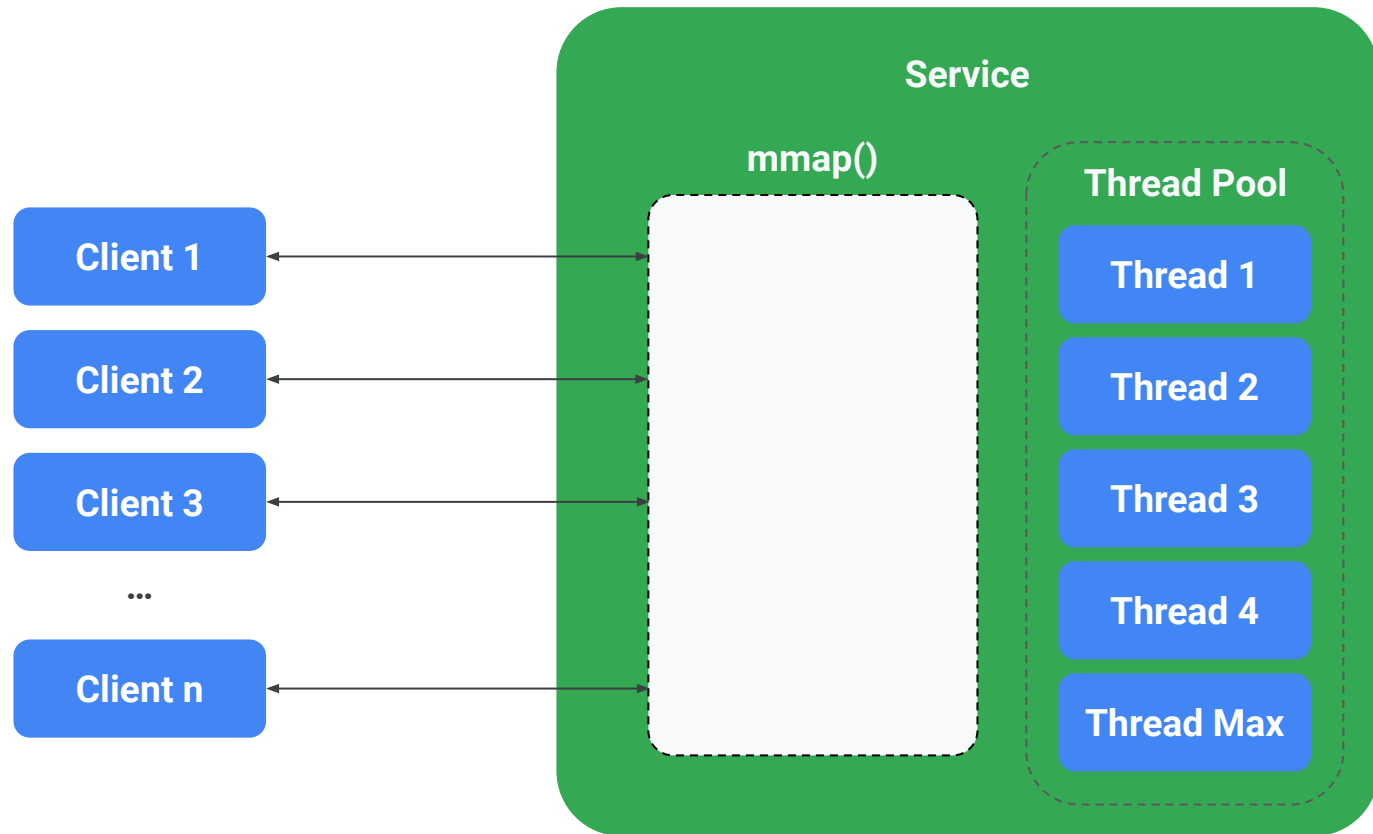 Service
mmap()
Thread Pool
Client 1
Client 2
Client 3
...
Client n
Thread 1
Thread 2
Thread 3
Thread 4
Thread Max